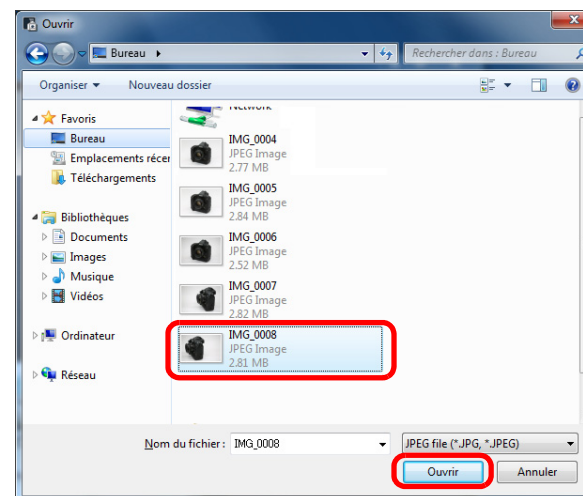 Ouvrir
Bureau
Rechercher dans : Bureau
Organiser
Nouveau dossier
Favoris
Bureau
Emplacements récer
Téléchargements
Bibliothèques
Documents
Images
Musique
Vidéos
Ordinateur
Réseau
Network
IMG_0004
JPEG Image
2.77 MB
IMG_0005
JPEG Image
2.84 MB
IMG_0006
JPEG Image
2.52 MB
IMG_0007
JPEG Image
2.82 MB
IMG_0008
JPEG Image
2.81 MB
Nom du fichier : IMG_0008
JPEG file (*.JPG, *.JPEG)
Ouvrir
Annuler